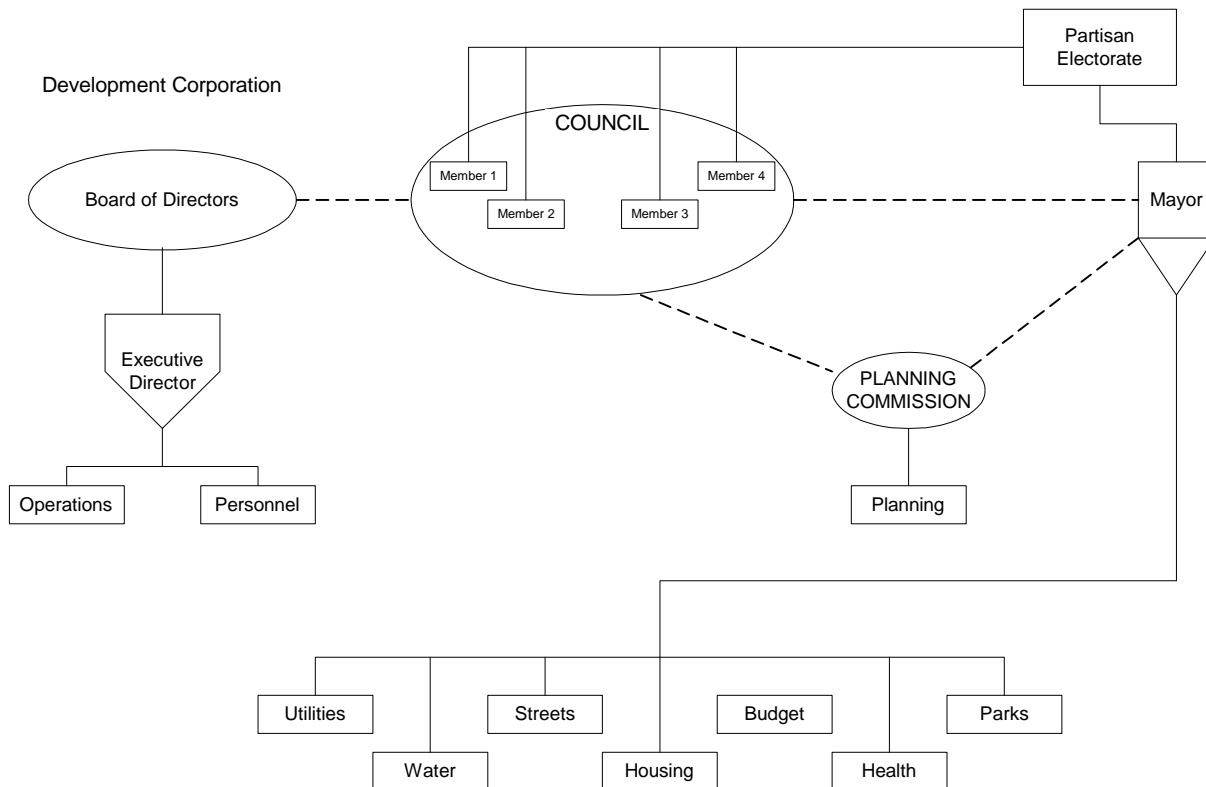 Partisan
Electorate
Development Corporation
COUNCIL
Member 1
Member 4
Board of Directors
Member 2
Member 3
Mayor
Executive
Director
PLANNING
COMMISSION
Operations
Personnel
Planning
Utilities
Streets
Budget
Parks
Water
Housing
Health